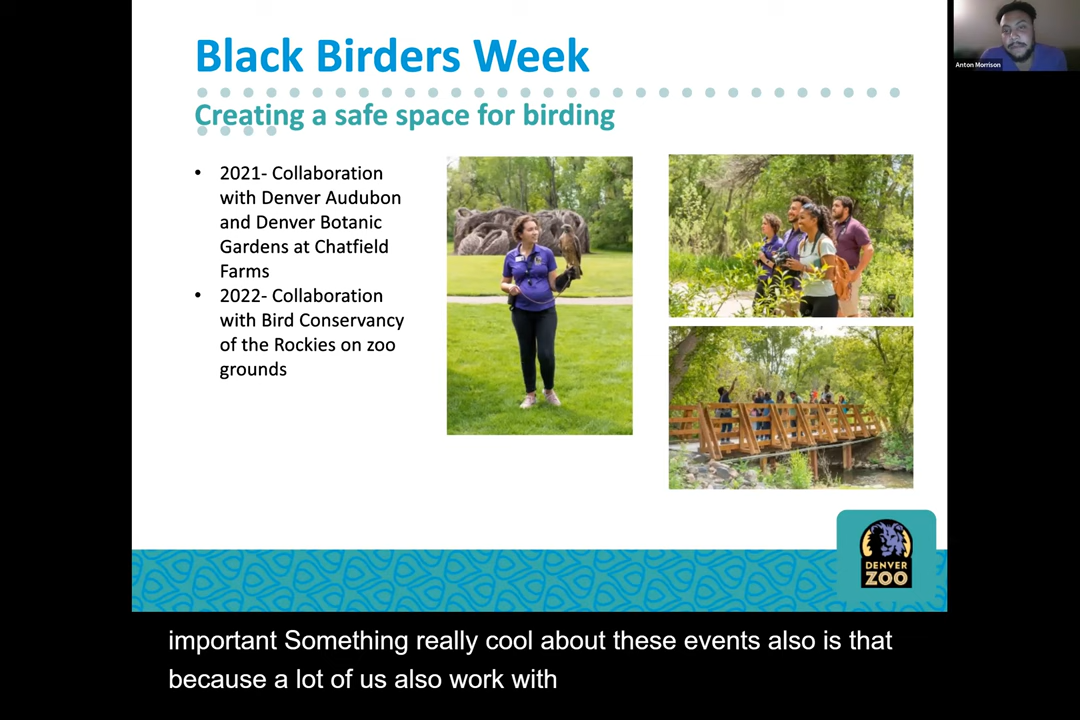 Black Birders Week
Creating a safe space for birding
• 2021- Collaboration
with Denver Audubon
and Denver Botanic
Gardens at Chatfield
Farms
• 2022- Collaboration
with Bird Conservancy
of the Rockies on zoo
grounds
Anton Morrison
DENVER
ZOO
important Something really cool about these events also is that
because a lot of us also work with